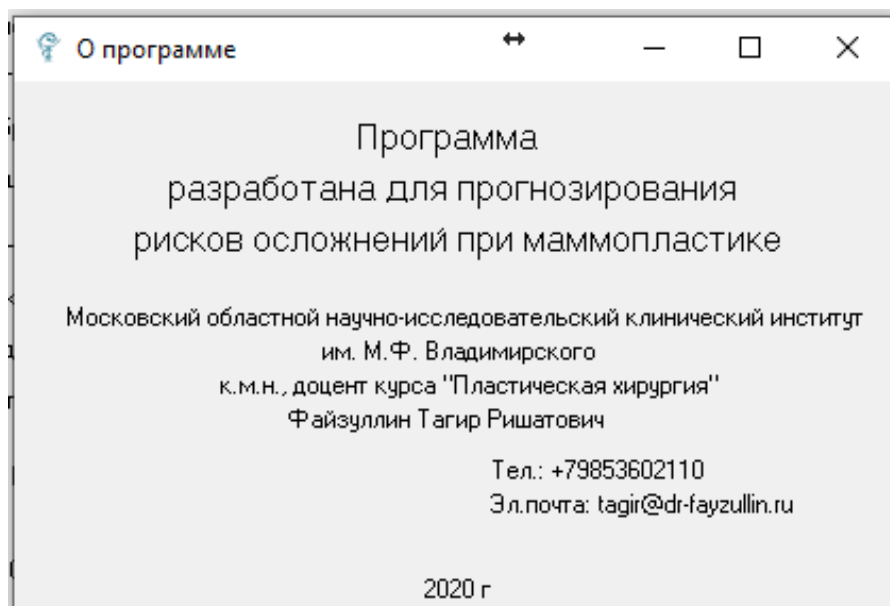 О программе
Программа
разработана для прогнозирования
рисков осложнений при маммопластике
Московский областной научно-исследовательский клинический институт
им. М.Ф. Владимирского
к.м.н., доцент курса "Пластическая хирургия"
Файзуллин Тагир Ришатович
Тел.: +79853602110
Эл.почта: tagir@dr-fayzullin.ru
2020 г